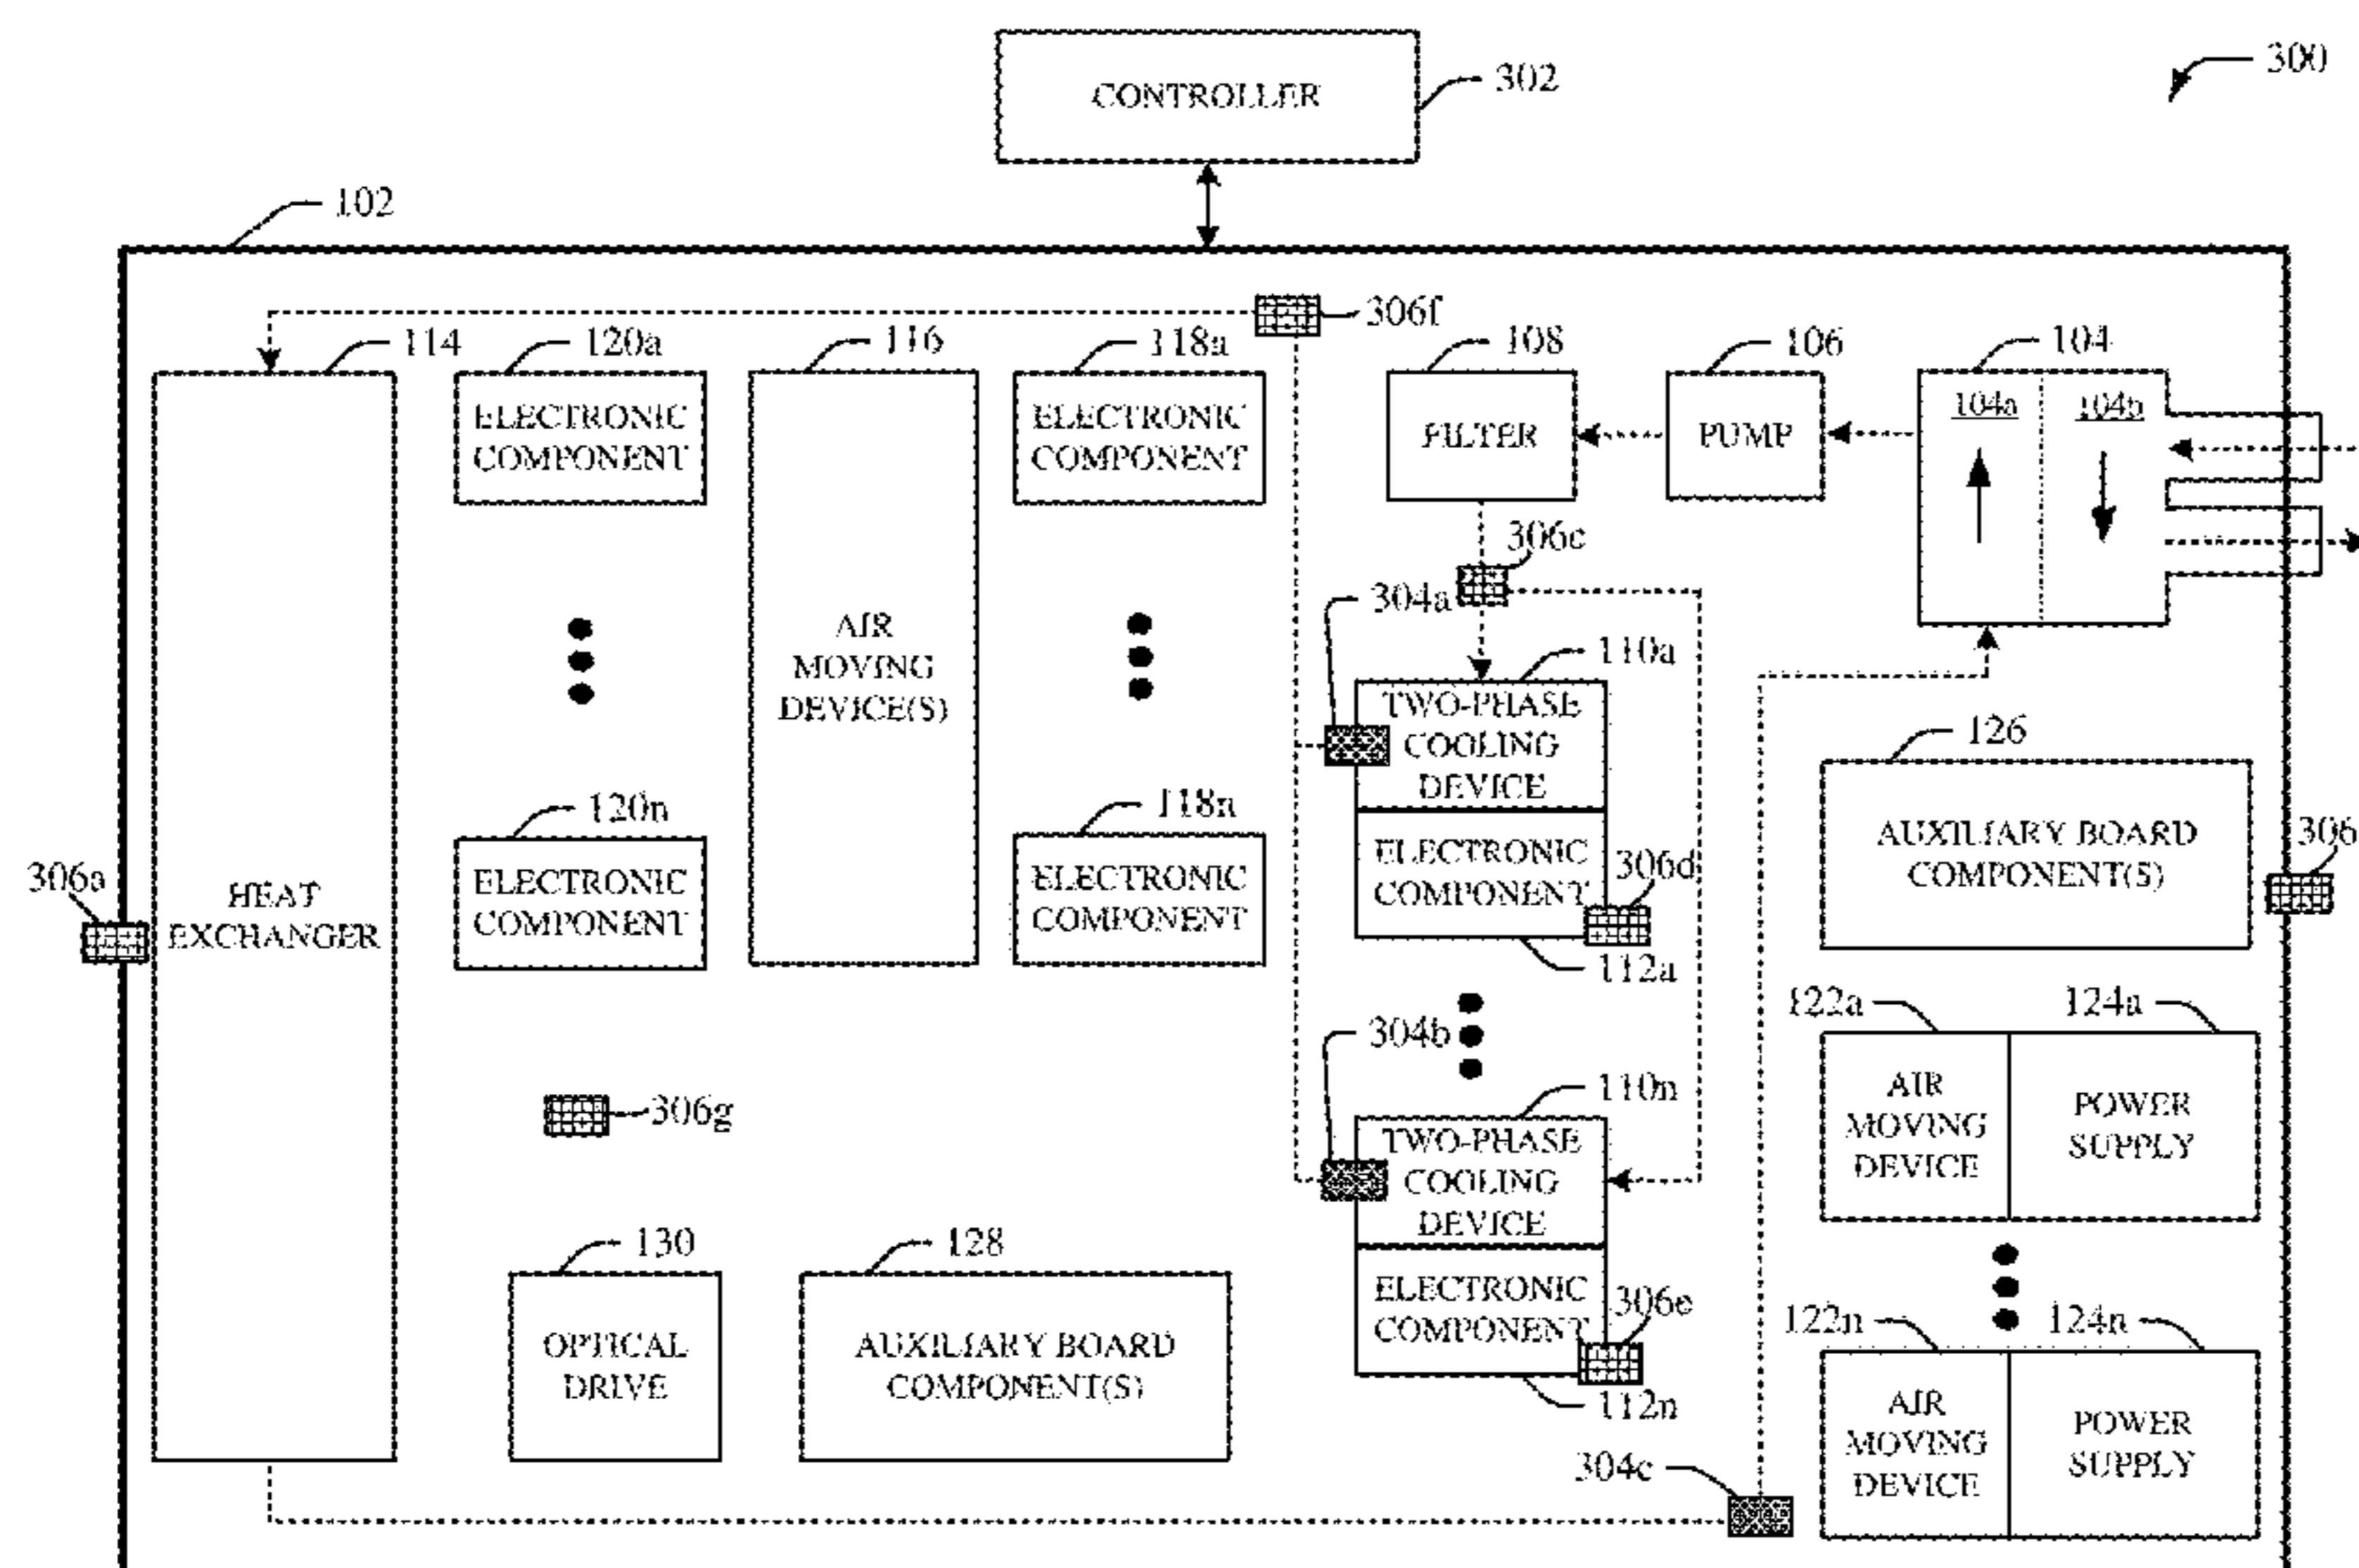 CONTROLLER
302
300
102
306f
114
120a
116
118a
108
106
104
HEAT
EXCHANGER
ELECTRONIC
COMPONENT
AIR
MOVING
DEVICE(S)
ELECTRONIC
COMPONENT
FILTER
PUMP
104a
104b
306c
304a
110a
TWO-PHASE
COOLING
DEVICE
ELECTRONIC
COMPONENT
306d
112a
126
AUXILIARY BOARD
COMPONENT(S)
306
306a
120n
ELECTRONIC
COMPONENT
118n
ELECTRONIC
COMPONENT
122a
124a
AIR
MOVING
DEVICE
POWER
SUPPLY
304b
110n
TWO-PHASE
COOLING
DEVICE
ELECTRONIC
COMPONENT
306e
112n
306g
130
OPTICAL
DRIVE
128
AUXILIARY BOARD
COMPONENT(S)
122n
124n
AIR
MOVING
DEVICE
POWER
SUPPLY
304c